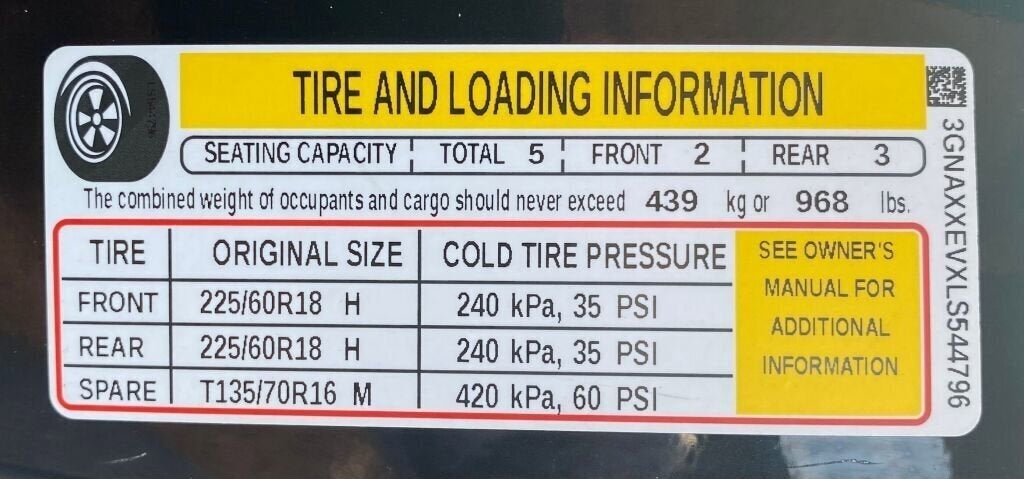 TIRE AND LOADING INFORMATION
SEATING CAPACITY TOTAL 5 FRONT 2 REAR 3
The combined weight of occupants and cargo should never exceed 439 kg or 968 lbs.
TIRE ORIGINAL SIZE COLD TIRE PRESSURE
FRONT 225/60R18 H 240 kPa, 35 PSI
REAR 225/60R18 H 240 kPa, 35 PSI
SPARE T135/70R16 M 420 kPa, 60 PSI
SEE OWNER'S
MANUAL FOR
ADDITIONAL
INFORMATION
3GNAXXEVXLS544796